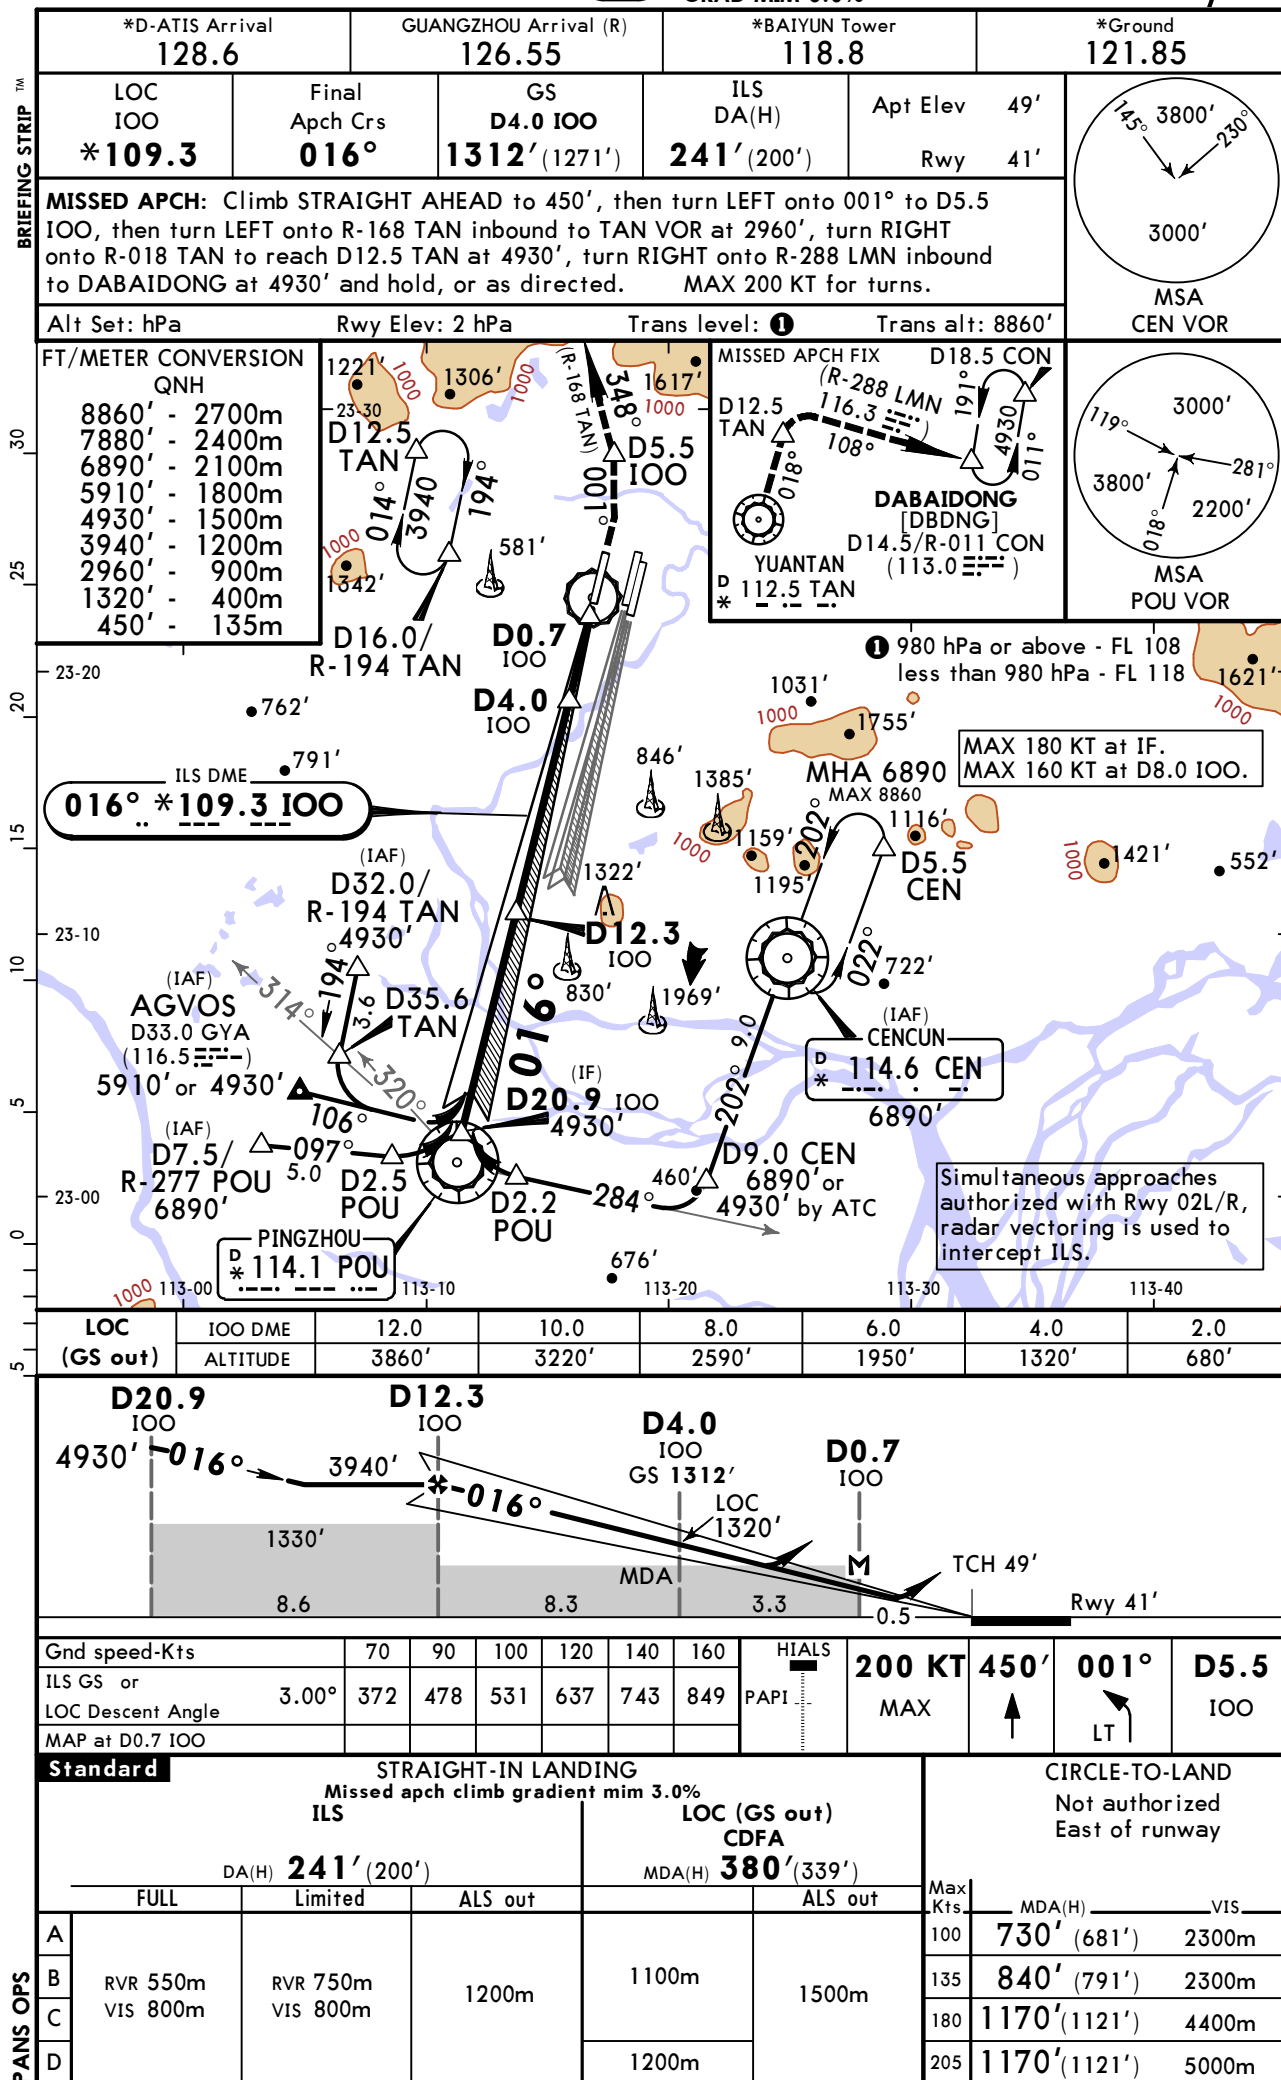 *D-ATIS Arrival
128.6
GUANGZHOU Arrival (R)
126.55
*BAIYUN Tower
118.8
*Ground
121.85
BRIEFING STRIP TM
LOC
IOO
*109.3
Final
Apch Crs
016°
GS
D4.0 IOO
1312'(1271')
ILS
DA(H)
241'(200')
Apt Elev 49'
Rwy 41'
MISSED APCH: Climb STRAIGHT AHEAD to 450', then turn LEFT onto 001° to D5.5
IOO, then turn LEFT onto R-168 TAN inbound to TAN VOR at 2960', turn RIGHT
onto R-018 TAN to reach D12.5 TAN at 4930', turn RIGHT onto R-288 LMN inbound
to DABAIDONG at 4930' and hold, or as directed. MAX 200 KT for turns.
Alt Set: hPa Rwy Elev: 2 hPa Trans level: ❶ Trans alt: 8860'
145°
3800'
230°
3000'
MSA
CEN VOR
119°
3000'
281°
3800'
2200'
018°
MSA
POU VOR
FT/METER CONVERSION
QNH
8860' - 2700m
7880' - 2400m
6890' - 2100m
5910' - 1800m
4930' - 1500m
3940' - 1200m
2960' - 900m
1320' - 400m
450' - 135m
1221'
1000
1306'
1000
(R-168 TAN)
348°
1617'
1000
23-30
D12.5
TAN
014°
3940
194°
001°
D5.5
IOO
1000
1342'
581'
D16.0/
R-194 TAN
D0.7
IOO
D4.0
IOO
MISSED APCH FIX
D18.5 CON
(R-288 LMN
116.3)
D12.5
TAN
108°
018°
191°
4930
011°
DABAIDONG
[DBDNG]
D14.5/R-011 CON
(113.0)
YUANTAN
D
* 112.5 TAN
❶ 980 hPa or above - FL 108
less than 980 hPa - FL 118
1621'
1000
23-20
762'
791'
1031'
1000
1755'
846'
1385'
MAX 180 KT at IF.
MAX 160 KT at D8.0 IOO.
ILS DME
016° *109.3 IOO
MHA 6890
MAX 8860
202°
1116'
1159'
1000
1195'
D5.5
CEN
1000
1421'
552'
1322'
(IAF)
D32.0/
R-194 TAN
4930'
23-10
D12.3
IOO
830'
1969'
022°
722'
(IAF)
CENCUN
D
* 114.6 CEN
6890'
(IAF)
AGVOS
D33.0 GYA
(116.5)
5910' or 4930'
314°
194°
3.6
D35.6
TAN
320°
016°
(IF)
D20.9 IOO
4930'
202°
9.0
106°
(IAF)
D7.5/
R-277 POU
6890'
097°
5.0
D2.5
POU
D2.2
POU
284°
460'
D9.0 CEN
6890' or
4930' by ATC
23-00
PINGZHOU
D
* 114.1 POU
676'
Simultaneous approaches
authorized with Rwy 02L/R,
radar vectoring is used to
intercept ILS.
1000
113-00
113-10
113-20
113-30
113-40
30
25
20
15
10
5
0
5
LOC
(GS out)
IOO DME 12.0 10.0 8.0 6.0 4.0 2.0
ALTITUDE 3860' 3220' 2590' 1950' 1320' 680'
D20.9
IOO
D12.3
IOO
D4.0
IOO
GS 1312'
D0.7
IOO
4930'
016°
3940'
016°
LOC
1320'
1330'
MDA
M
TCH 49'
8.6
8.3
3.3
0.5
Rwy 41'
Gnd speed-Kts 70 90 100 120 140 160
ILS GS or
LOC Descent Angle 3.00° 372 478 531 637 743 849
MAP at D0.7 IOO
HIALS
PAPI
200 KT
MAX
450'
001°
LT
D5.5
IOO
Standard
STRAIGHT-IN LANDING
Missed apch climb gradient mim 3.0%
ILS
DA(H) 241'(200')
LOC (GS out)
CDFA
MDA(H) 380'(339')
CIRCLE-TO-LAND
Not authorized
East of runway
FULL Limited ALS out ALS out
Max
Kts MDA(H) VIS
A
B
C
D
RVR 550m
VIS 800m
RVR 750m
VIS 800m
1200m
1100m
1200m
1500m
100 730' (681') 2300m
135 840' (791') 2300m
180 1170'(1121') 4400m
205 1170'(1121') 5000m
PANS OPS